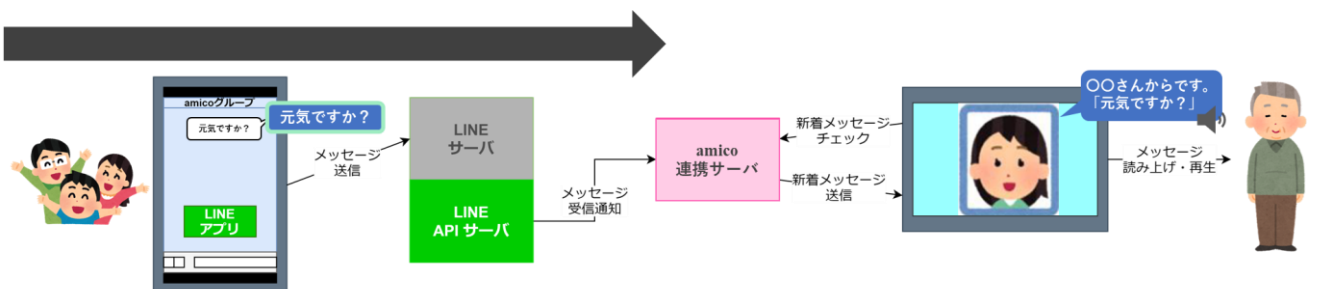 amicoグループ
元気ですか？
元気ですか？
LINE
アプリ
メッセージ
送信
LINE
サーバ
LINE
API サーバ
メッセージ
受信通知
amico
連携サーバ
新着メッセージ
チェック
新着メッセージ
送信
〇〇さんからです。
「元気ですか？」
メッセージ
読み上げ・再生